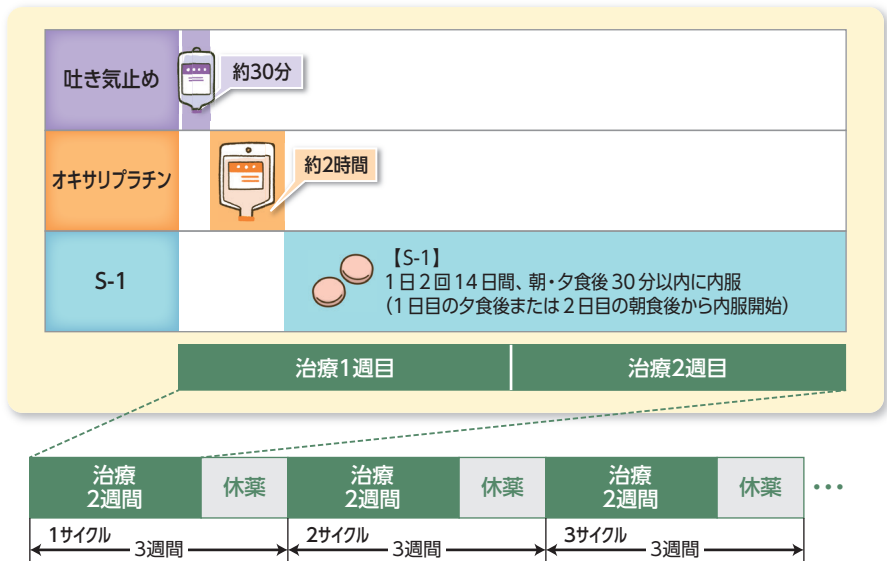 吐き気止め
約30分
オキサリプラチン
約2時間
S-1
【S-1】
1日2回14日間、朝・夕食後30分以内に内服
(1日目の夕食後または2日目の朝食後から内服開始)
治療1週目
治療2週目
治療
2週間
休薬
治療
2週間
休薬
治療
2週間
休薬
•••
1サイクル
3週間
2サイクル
3週間
3サイクル
3週間